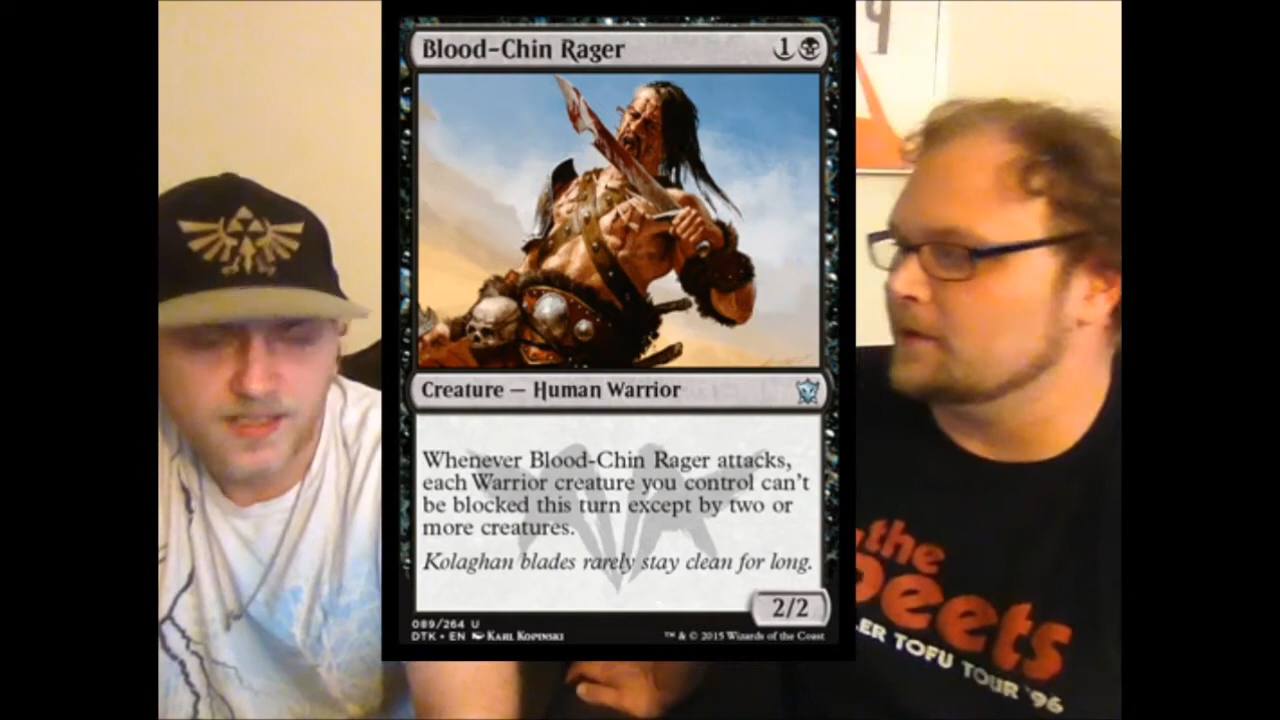 Blood-Chin Rager
1
Creature — Human Warrior
Whenever Blood-Chin Rager attacks,
each Warrior creature you control can't
be blocked this turn except by two or
more creatures.
Kolaghan blades rarely stay clean for long.
2/2
089/264 U
DTK • EN Karl Kopinski
™ & © 2015 Wizards of the Coast
the
Beets
TOFU TOUR '96